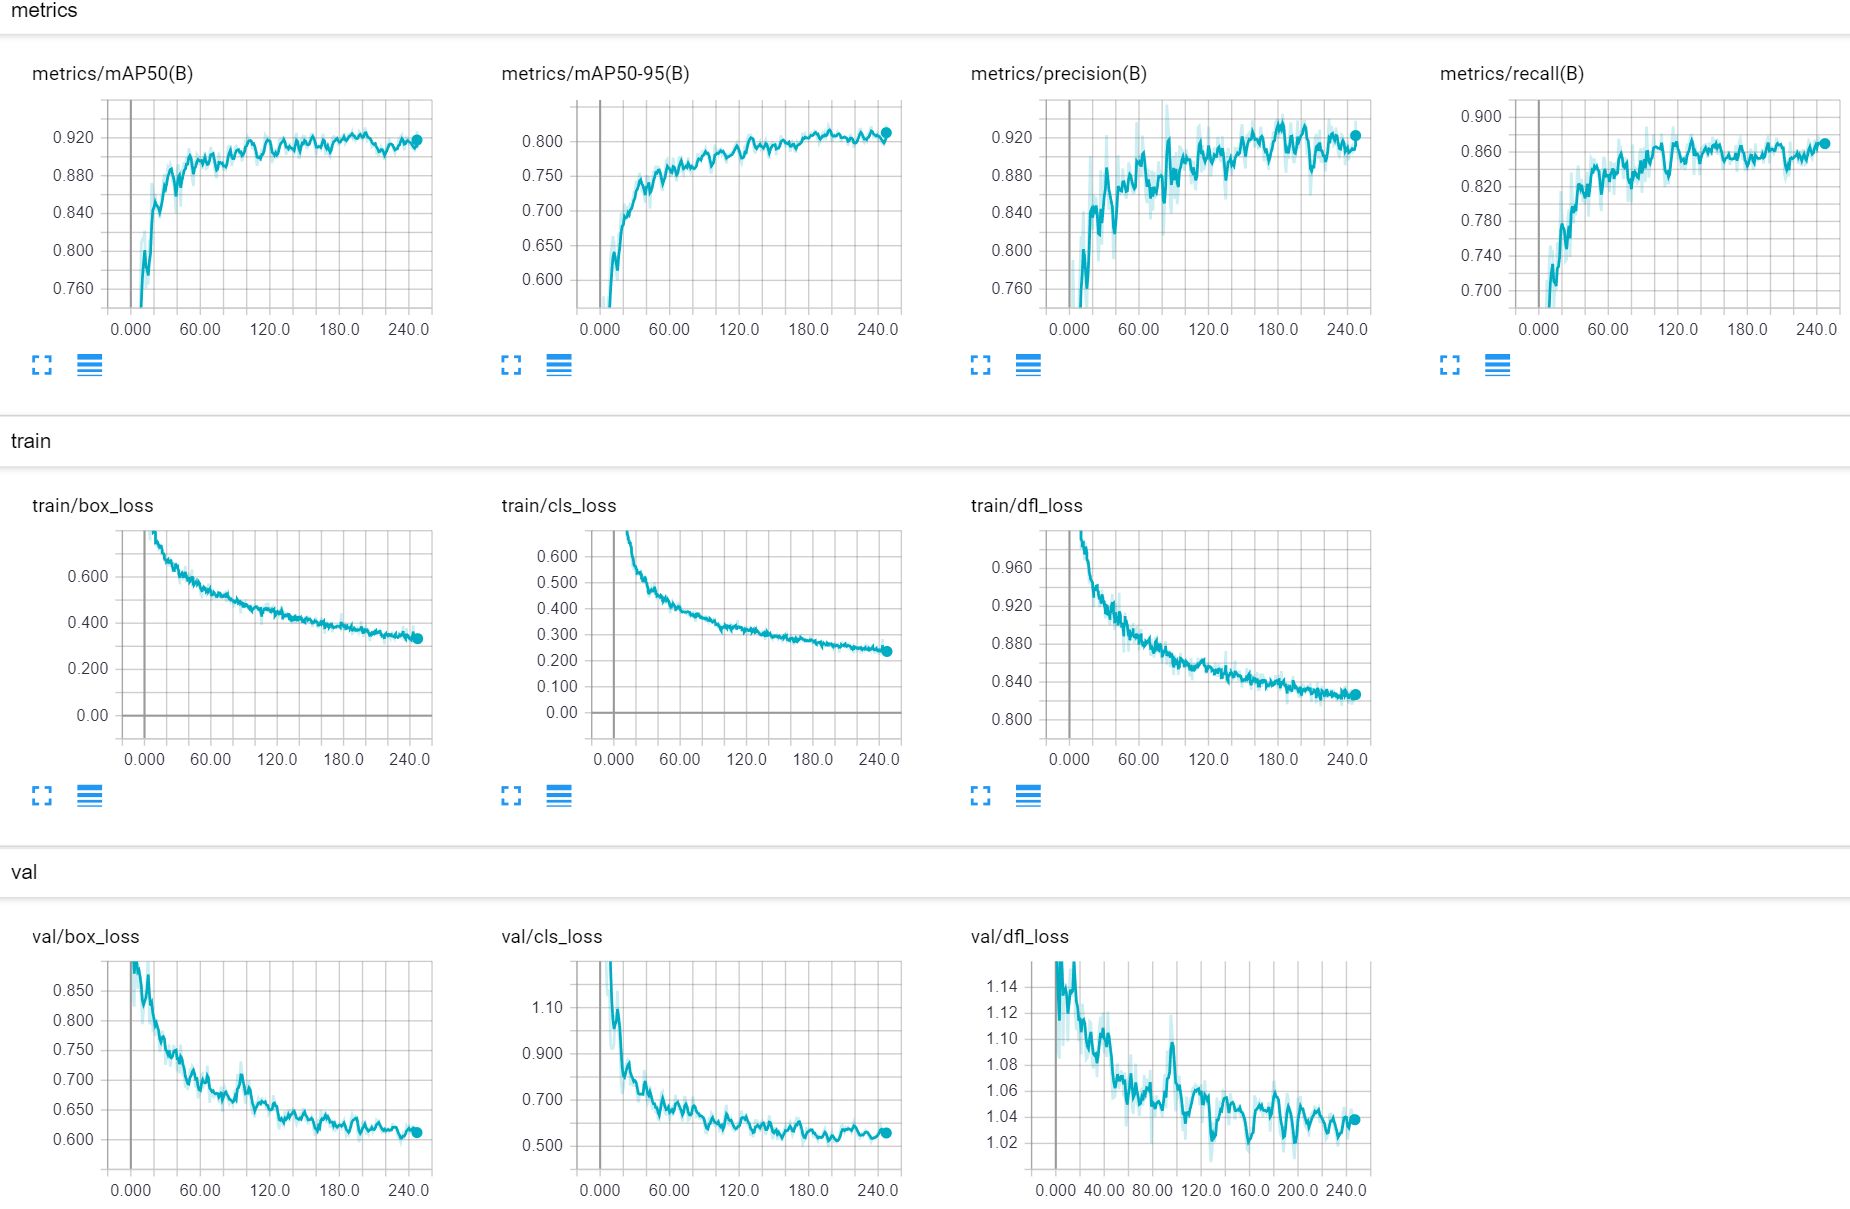 metrics
metrics/mAP50(B)
metrics/mAP50-95(B)
metrics/precision(B)
metrics/recall(B)
0.920
0.880
0.840
0.800
0.760
0.000 60.00 120.0 180.0 240.0
0.800
0.750
0.700
0.650
0.600
0.000 60.00 120.0 180.0 240.0
0.920
0.880
0.840
0.800
0.760
0.000 60.00 120.0 180.0 240.0
0.900
0.860
0.820
0.780
0.740
0.700
0.000 60.00 120.0 180.0 240.0
train
train/box_loss
train/cls_loss
train/dfl_loss
0.600
0.400
0.200
0.00
0.000 60.00 120.0 180.0 240.0
0.600
0.500
0.400
0.300
0.200
0.100
0.00
0.000 60.00 120.0 180.0 240.0
0.960
0.920
0.880
0.840
0.800
0.000 60.00 120.0 180.0 240.0
val
val/box_loss
val/cls_loss
val/dfl_loss
0.850
0.800
0.750
0.700
0.650
0.600
0.000 60.00 120.0 180.0 240.0
1.10
0.900
0.700
0.500
0.000 60.00 120.0 180.0 240.0
1.14
1.12
1.10
1.08
1.06
1.04
1.02
0.000 40.00 80.00 120.0 160.0 200.0 240.0